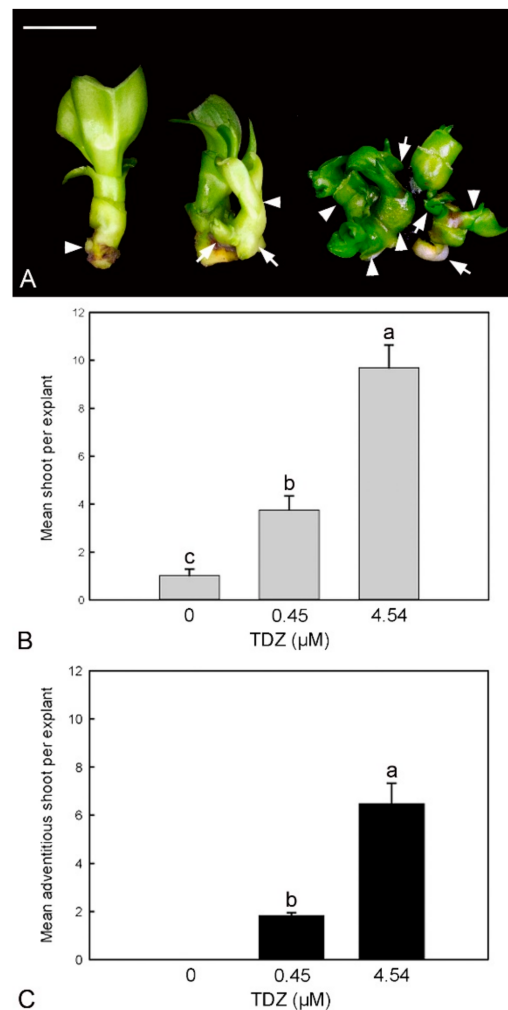 A
12
10
8
6
4
2
0
Mean shoot per explant
c
b
a
0 0.45 4.54
TDZ (µM)
B
12
10
8
6
4
2
0
Mean adventitious shoot per explant
b
a
0 0.45 4.54
TDZ (µM)
C